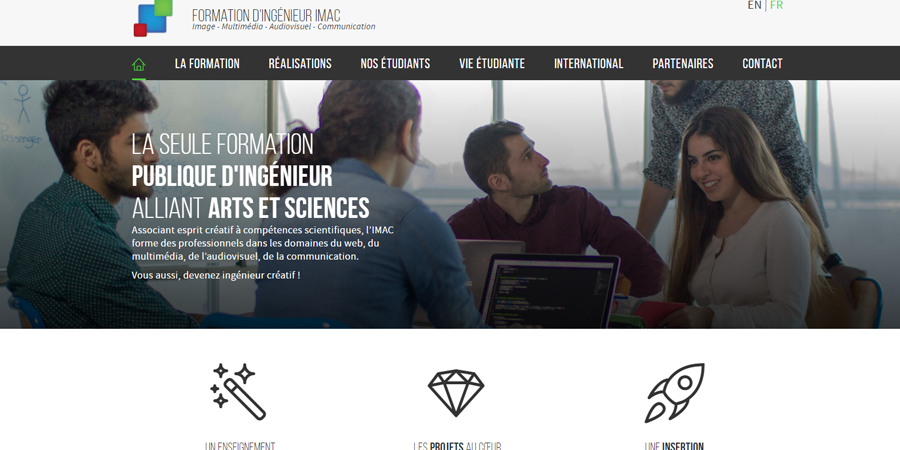 FORMATION D'INGÉNIEUR IMAC
Image - Multimédia - Audiovisuel - Communication
EN | FR
LA FORMATION RÉALISATIONS NOS ÉTUDIANTS VIE ÉTUDIANTE INTERNATIONAL PARTENAIRES CONTACT
Passenger
LA SEULE FORMATION
PUBLIQUE D'INGÉNIEUR
ALLIANT ARTS ET SCIENCES
Associant esprit créatif à compétences scientifiques, l'IMAC
forme des professionnels dans les domaines du web, du
multimédia, de l'audiovisuel, de la communication.
Vous aussi, devenez ingénieur créatif !
UN ENSEIGNEMENT LES PROJETS AU CŒUR UNE INSERTION